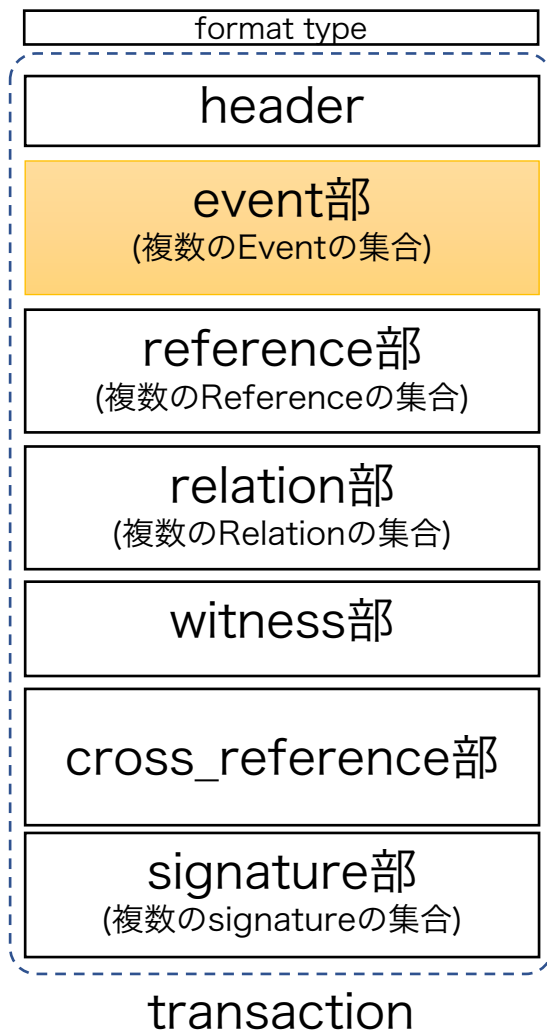 format type
header
event部
(複数のEventの集合)
reference部
(複数のReferenceの集合)
relation部
(複数のRelationの集合)
witness部
cross_reference部
signature部
(複数のsignatureの集合)
transaction